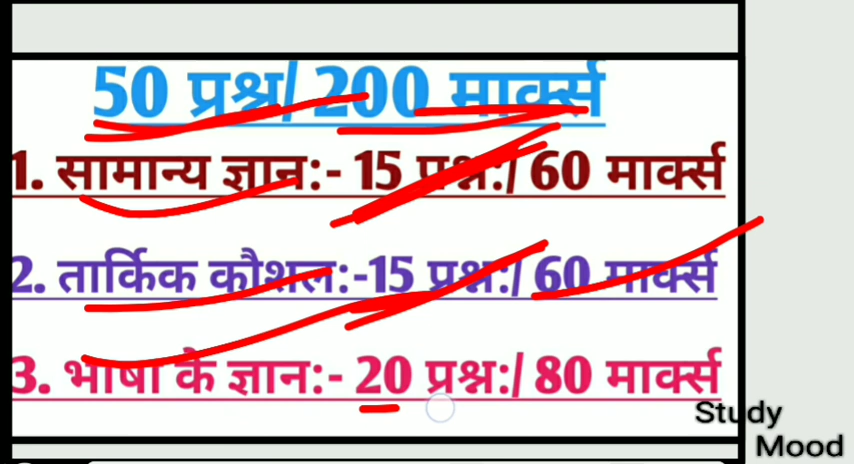 50 प्रश्न/ 200 मार्क्स
1. सामान्य ज्ञान:- 15 प्रश्न:/ 60 मार्क्स
2. तार्किक कौशल:-15 प्रश्न:/ 60 मार्क्स
3. भाषा के ज्ञान:- 20 प्रश्न:/ 80 मार्क्स
Study
Mood